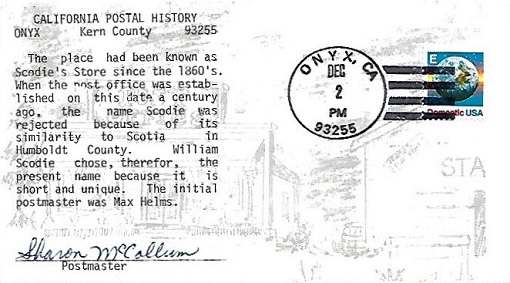 CALIFORNIA POSTAL HISTORY
ONYX Kern County 93255
The place had been known as
Scodie's Store since the 1860's.
When the post office was estab-
lished on this date a century
ago, the name Scodie was
rejected because of its
similarity to Scotia in
Humboldt County. William
Scodie chose, therefor, the
present name because it is
short and unique. The initial
postmaster was Max Helms.
Sharon McCallum
Postmaster
ONYX, CA
DEC
2
PM
93255
E
Domestic USA
STA